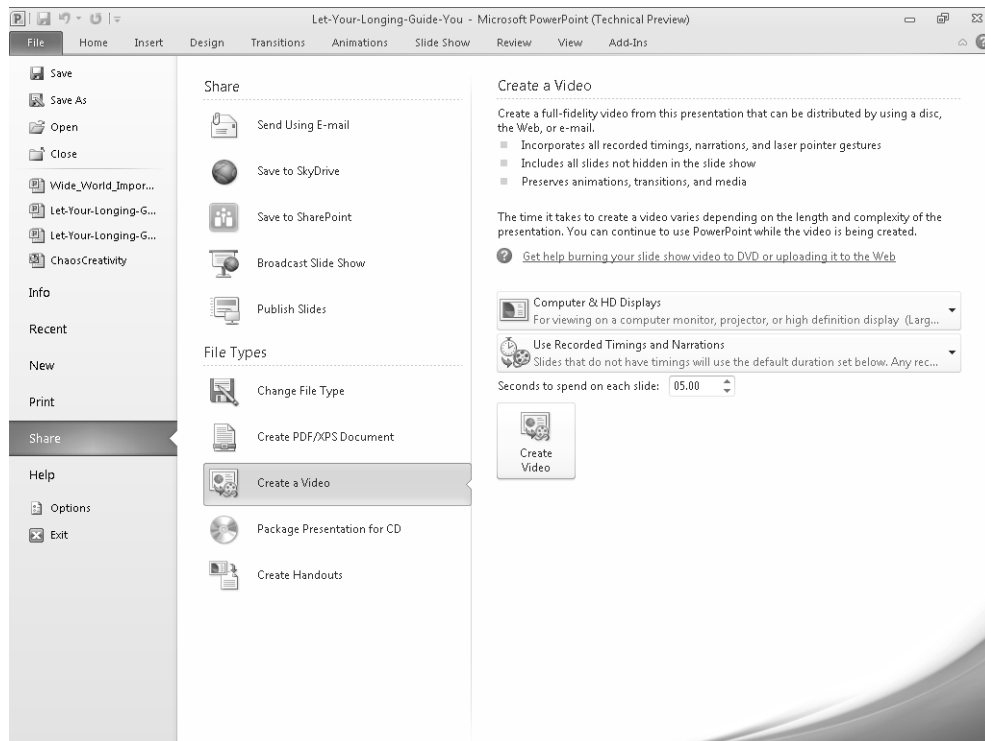 Let-Your-Longing-Guide-You - Microsoft PowerPoint (Technical Preview)
File Home Insert Design Transitions Animations Slide Show Review View Add-Ins
Save
Save As
Open
Close
Wide_World_Impor...
Let-Your-Longing-G...
Let-Your-Longing-G...
ChaosCreativity
Info
Recent
New
Print
Share
Help
Options
Exit
Share
Send Using E-mail
Save to SkyDrive
Save to SharePoint
Broadcast Slide Show
Publish Slides
File Types
Change File Type
Create PDF/XPS Document
Create a Video
Package Presentation for CD
Create Handouts
Create a Video
Create a full-fidelity video from this presentation that can be distributed by using a disc,
the Web, or e-mail.
Incorporates all recorded timings, narrations, and laser pointer gestures
Includes all slides not hidden in the slide show
Preserves animations, transitions, and media
The time it takes to create a video varies depending on the length and complexity of the
presentation. You can continue to use PowerPoint while the video is being created.
Get help burning your slide show video to DVD or uploading it to the Web
Computer & HD Displays
For viewing on a computer monitor, projector, or high definition display (Larg...
Use Recorded Timings and Narrations
Slides that do not have timings will use the default duration set below. Any rec...
Seconds to spend on each slide: 05.00
Create
Video